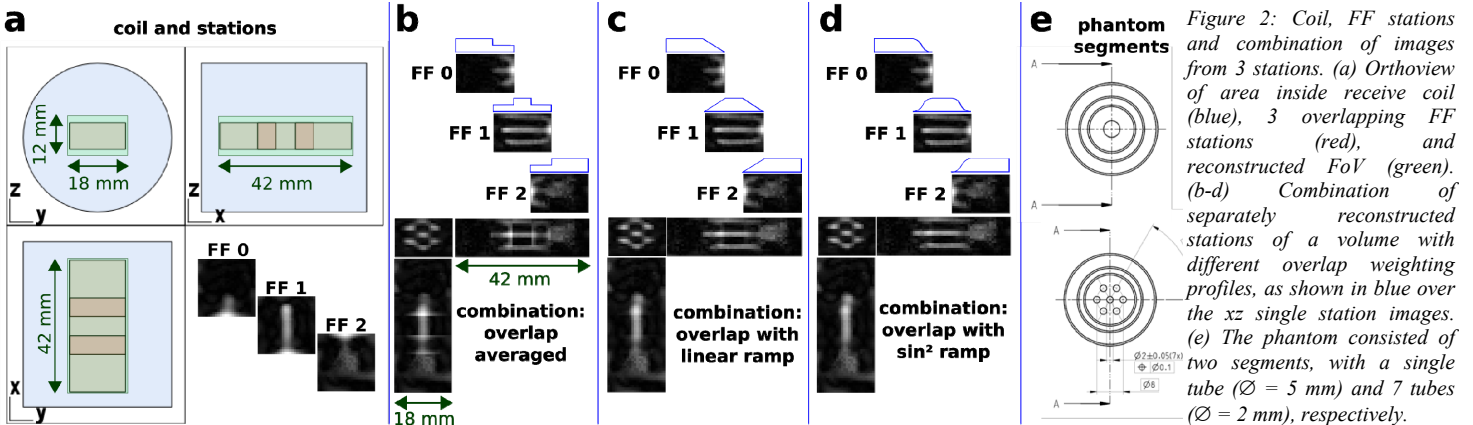 a
coil and stations
12 mm
18 mm
z
y
42 mm
z
x
42 mm
x
y
FF 0
FF 1
FF 2
b
FF 0
FF 1
FF 2
42 mm
combination:
overlap
averaged
18 mm
c
FF 0
FF 1
FF 2
combination:
overlap with
linear ramp
d
FF 0
FF 1
FF 2
combination:
overlap with
sin² ramp
e
phantom
segments
A
A
A
Ø2±0.05(7x)
Ø0.1
Ø8
A
Figure 2: Coil, FF stations
and combination of images
from 3 stations. (a) Orthoview
of area inside receive coil
(blue), 3 overlapping FF
stations (red), and
reconstructed FoV (green).
(b-d) Combination of
separately reconstructed
stations of a volume with
different overlap weighting
profiles, as shown in blue over
the xz single station images.
(e) The phantom consisted of
two segments, with a single
tube (Ø = 5 mm) and 7 tubes
(Ø = 2 mm), respectively.